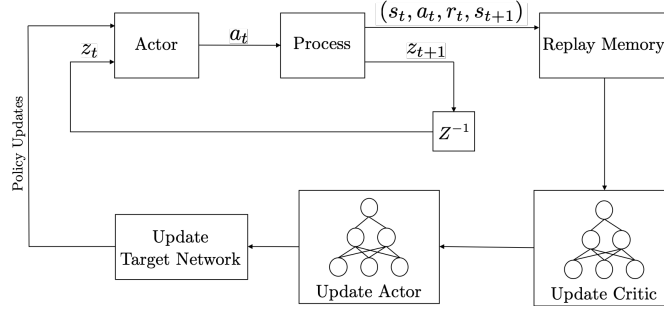 (s_t, a_t, r_t, s_{t+1})
z_t
Actor
a_t
Process
z_{t+1}
Replay Memory
Z^{-1}
Policy Updates
Update
Target Network
Update Actor
Update Critic